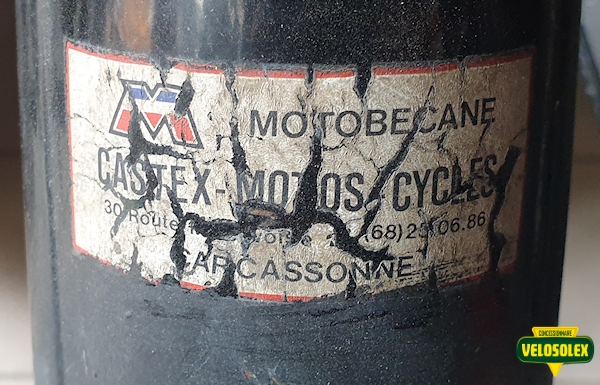 M
MOTOBECANE
CASTEX - MOTOS - CYCLES
30 Route (68) 25.06.86
CARCASSONNE
CONCESSIONNAIRE
VELOSOLEX